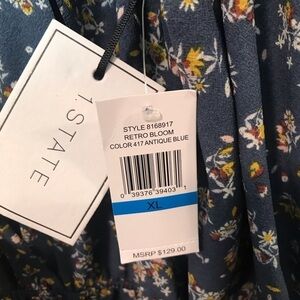 1.STATE
STYLE 8168917
RETRO BLOOM
COLOR 417 ANTIQUE BLUE
0 39376 39403 1
XL
MSRP $129.00